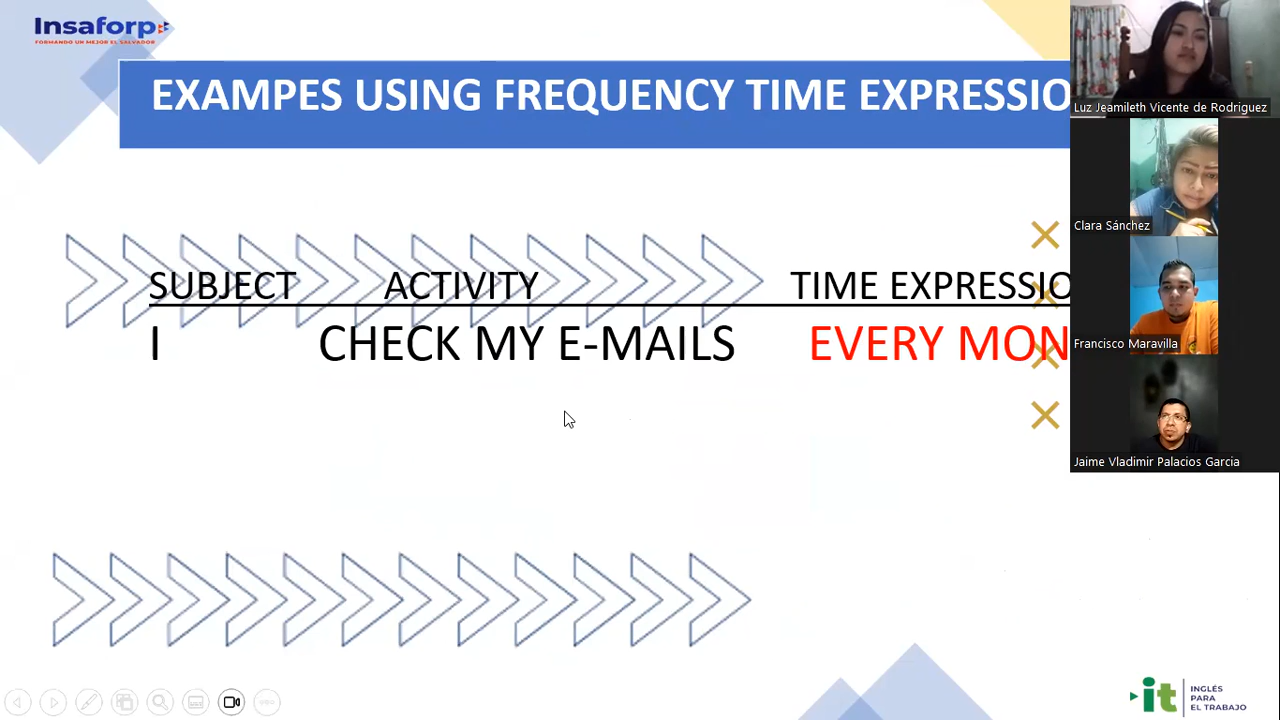 Insaforp
FORMANDO UN MEJOR EL SALVADOR
EXAMPES USING FREQUENCY TIME EXPRESSIO
Luz Jeamileth Vicente de Rodriguez
Clara Sánchez
SUBJECT ACTIVITY TIME EXPRESSIO
I CHECK MY E-MAILS EVERY MON
Francisco Maravilla
Jaime Vladimir Palacios Garcia
it INGLÉS
PARA
EL TRABAJO